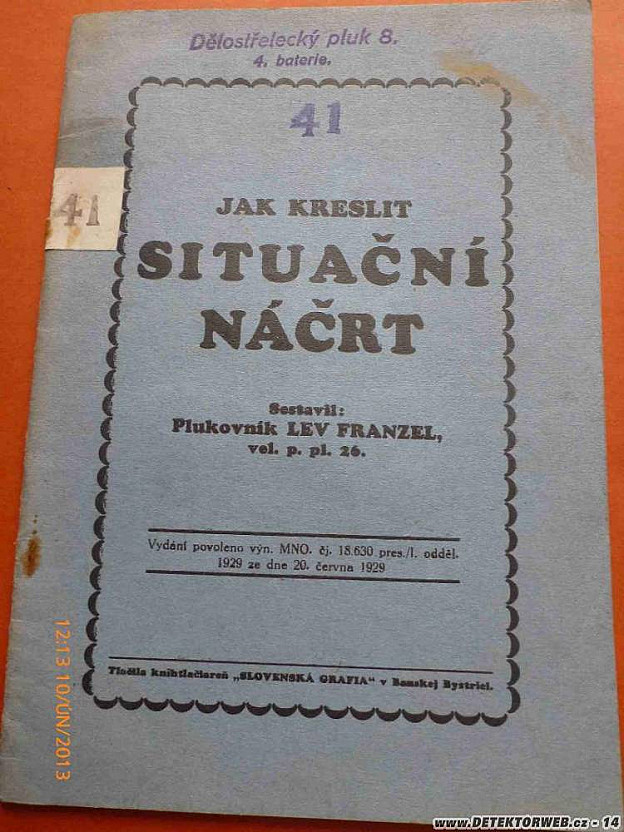 Dělostřelecký pluk 8.
4. baterie.
41
41
JAK KRESLIT
SITUAČNÍ
NÁČRT
Sestavil:
Plukovník LEV FRANZEL,
vel. p. pl. 26.
Vydání povoleno výn. MNO. čj. 18.630 pres./I. odděl.
1929 ze dne 20. června 1929
Tlačila knihtlačiareň „SLOVENSKÁ GRAFIA“ v Banskej Bystrici.
12:13 10/ÚN/2013
www.DETEKTORWEB.cz - 14